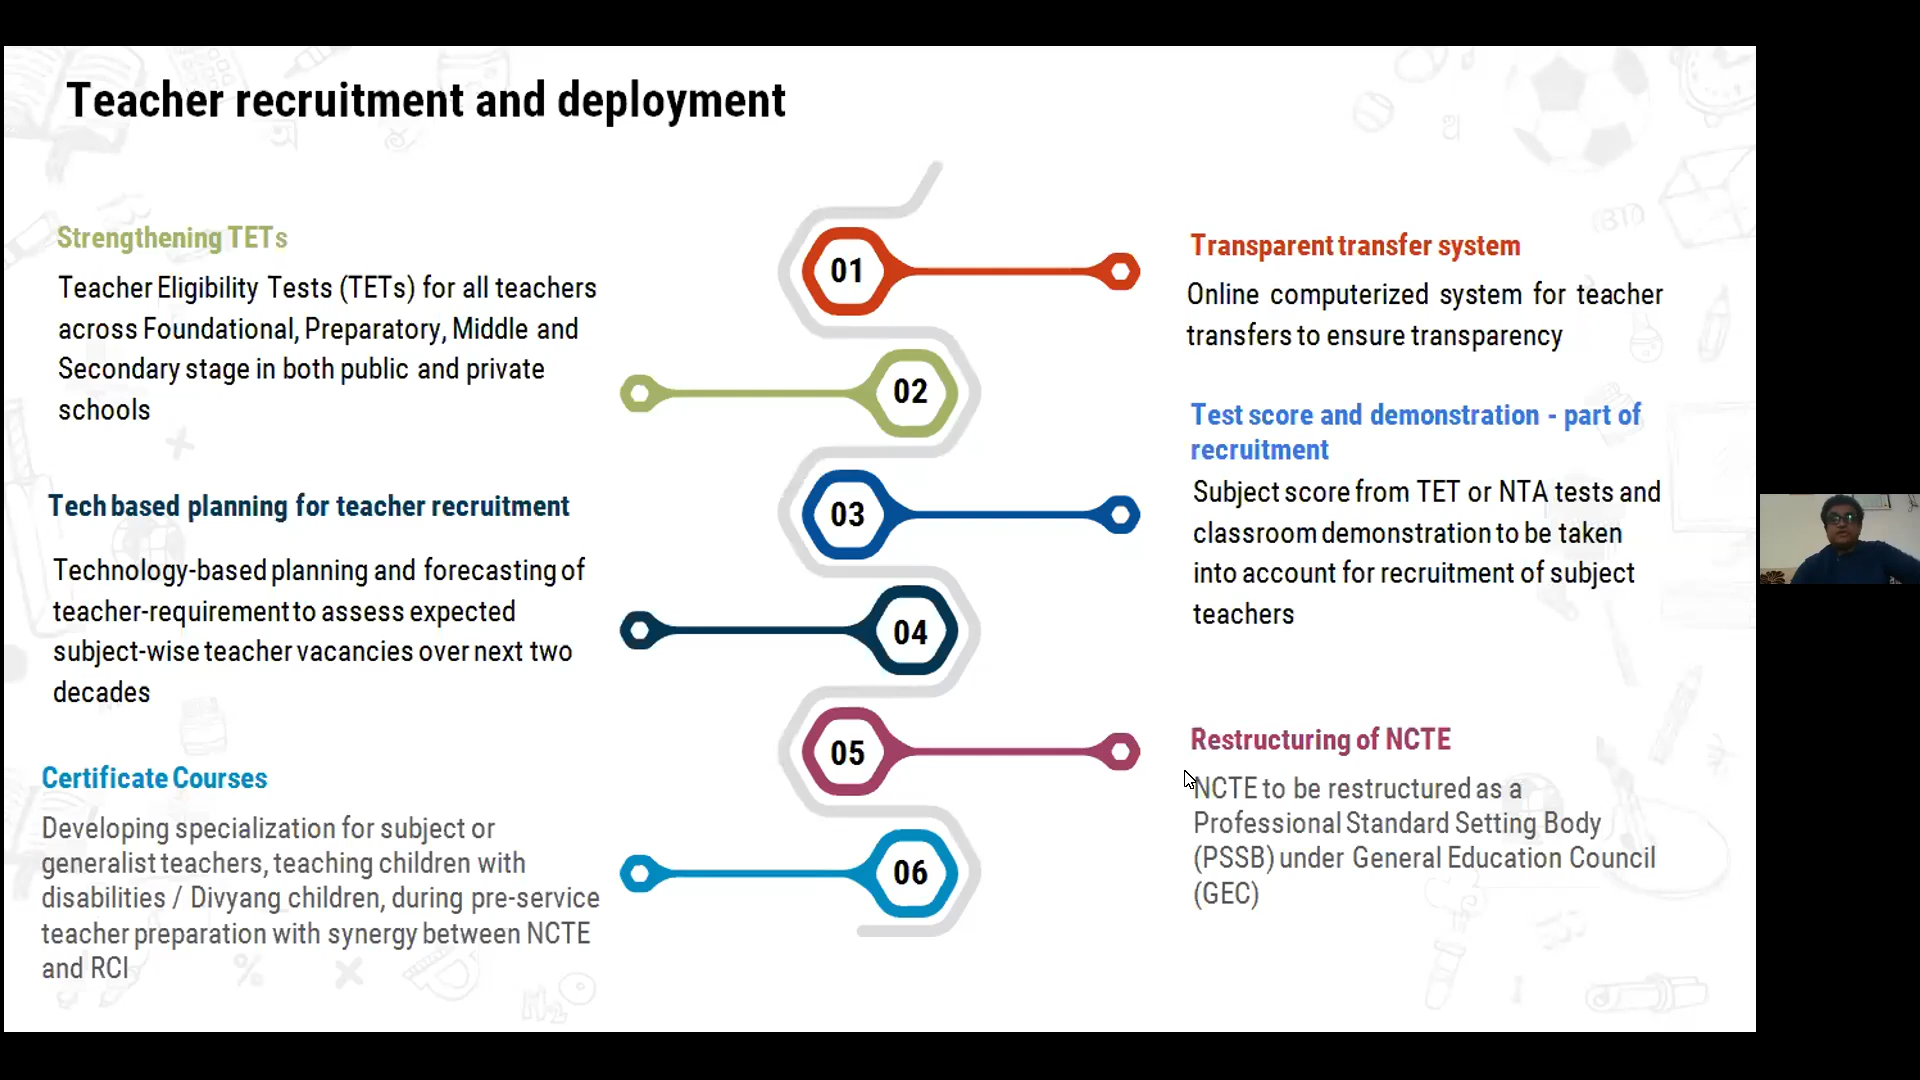 Teacher recruitment and deployment
01
Transparent transfer system
Online computerized system for teacher
transfers to ensure transparency
02
Strengthening TETs
Teacher Eligibility Tests (TETs) for all teachers
across Foundational, Preparatory, Middle and
Secondary stage in both public and private
schools
03
Test score and demonstration - part of
recruitment
Subject score from TET or NTA tests and
classroom demonstration to be taken
into account for recruitment of subject
teachers
04
Tech based planning for teacher recruitment
Technology-based planning and forecasting of
teacher-requirement to assess expected
subject-wise teacher vacancies over next two
decades
05
Restructuring of NCTE
NCTE to be restructured as a
Professional Standard Setting Body
(PSSB) under General Education Council
(GEC)
06
Certificate Courses
Developing specialization for subject or
generalist teachers, teaching children with
disabilities / Divyang children, during pre-service
teacher preparation with synergy between NCTE
and RCI